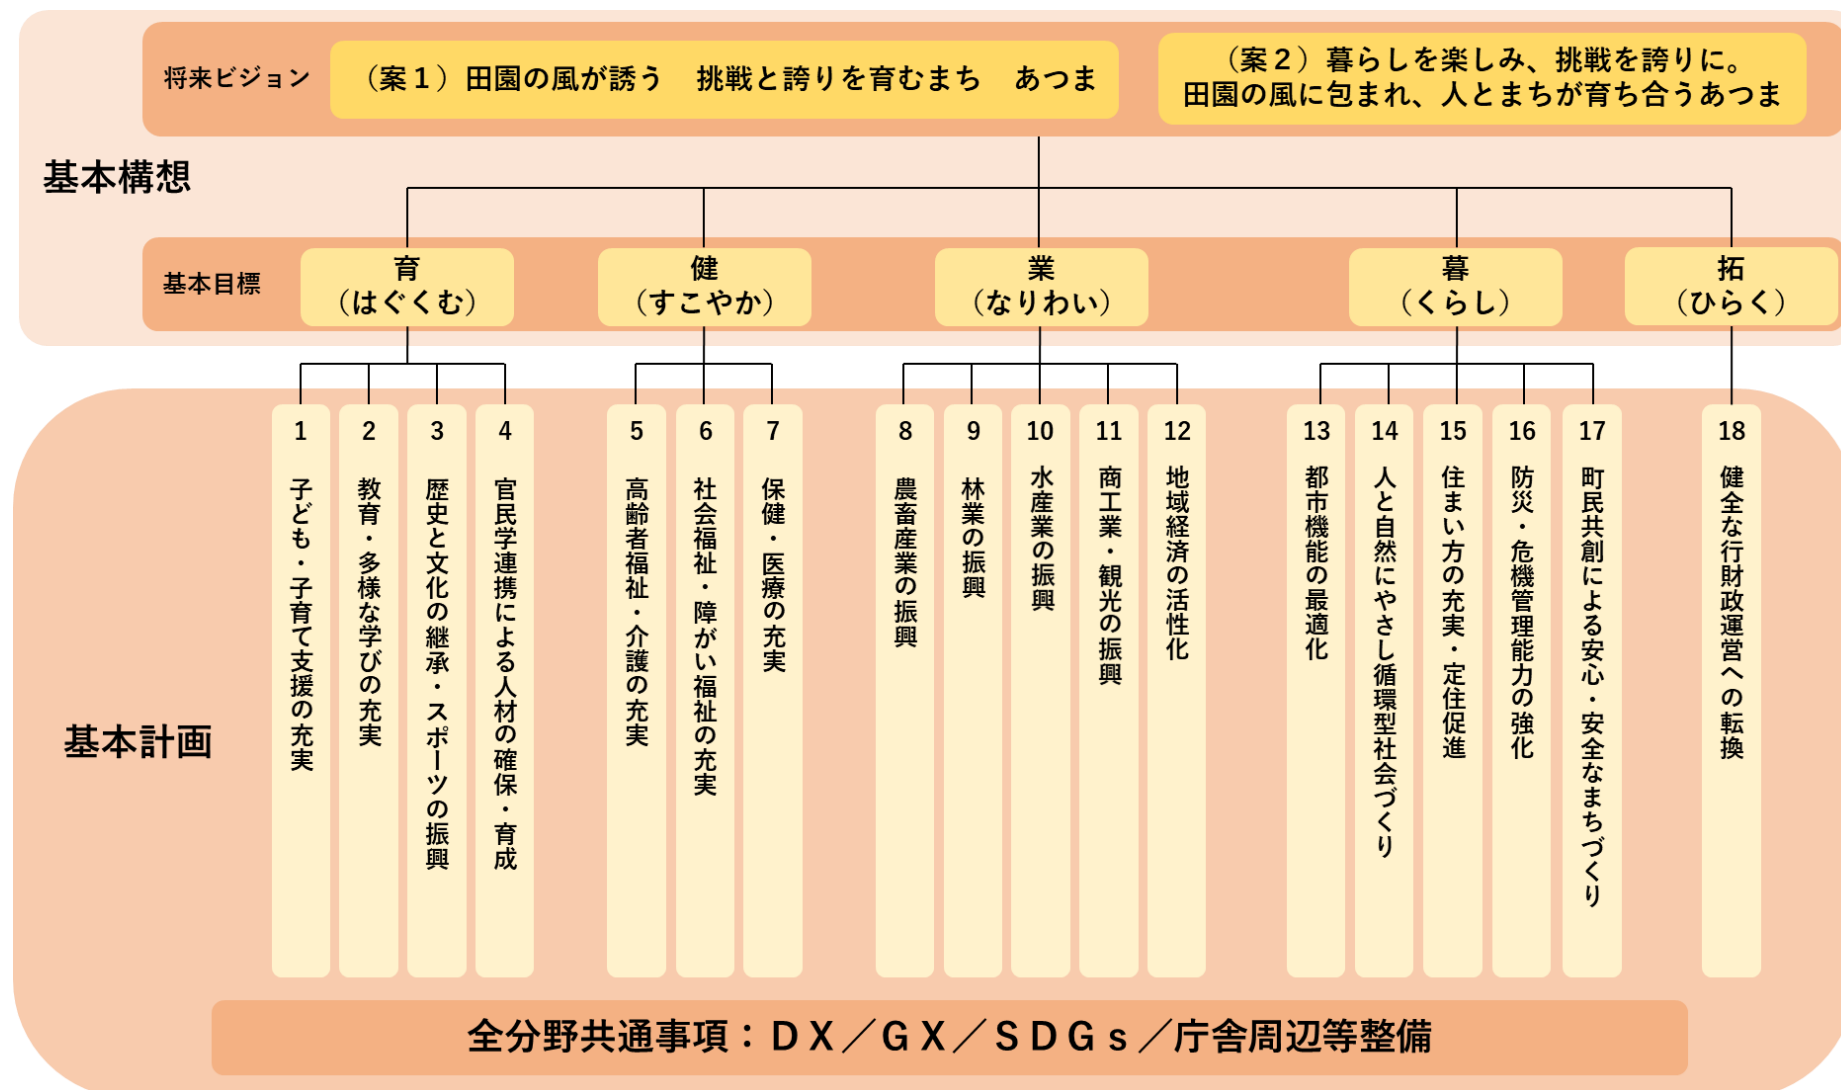 将来ビジョン
（案１）田園の風が誘う　挑戦と誇りを育むまち　あつま
（案２）暮らしを楽しみ、挑戦を誇りに。
田園の風に包まれ、人とまちが育ち合うあつま
基本構想
基本目標
育
（はぐくむ）
健
（すこやか）
業
（なりわい）
暮
（くらし）
拓
（ひらく）
基本計画
1　子ども・子育て支援の充実
2　教育・多様な学びの充実
3　歴史と文化の継承・スポーツの振興
4　官民学連携による人材の確保・育成
5　高齢者福祉・介護の充実
6　社会福祉・障がい福祉の充実
7　保健・医療の充実
8　農畜産業の振興
9　林業の振興
10　水産業の振興
11　商工業・観光の振興
12　地域経済の活性化
13　都市機能の最適化
14　人と自然にやさし循環型社会づくり
15　住まい方の充実・定住促進
16　防災・危機管理能力の強化
17　町民共創による安心・安全なまちづくり
18　健全な行財政運営への転換
全分野共通事項：ＤＸ／ＧＸ／ＳＤＧｓ／庁舎周辺等整備